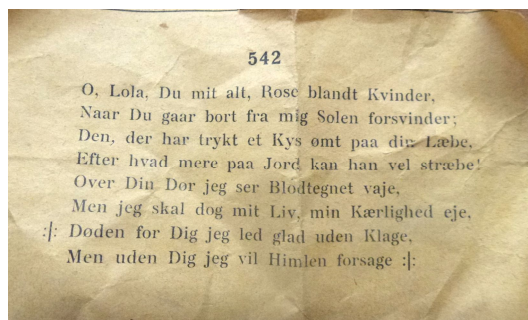 542
O, Lola, Du mit alt, Rose blandt Kvinder,
Naar Du gaar bort fra mig Solen forsvinder;
Den, der har trykt et Kys ømt paa din Læbe,
Efter hvad mere paa Jord kan han vel stræbe!
Over Din Dør jeg ser Blodtegnet vaje,
Men jeg skal dog mit Liv, min Kærlighed eje,
:|: Døden for Dig jeg led glad uden Klage,
Men uden Dig jeg vil Himlen forsage :|: